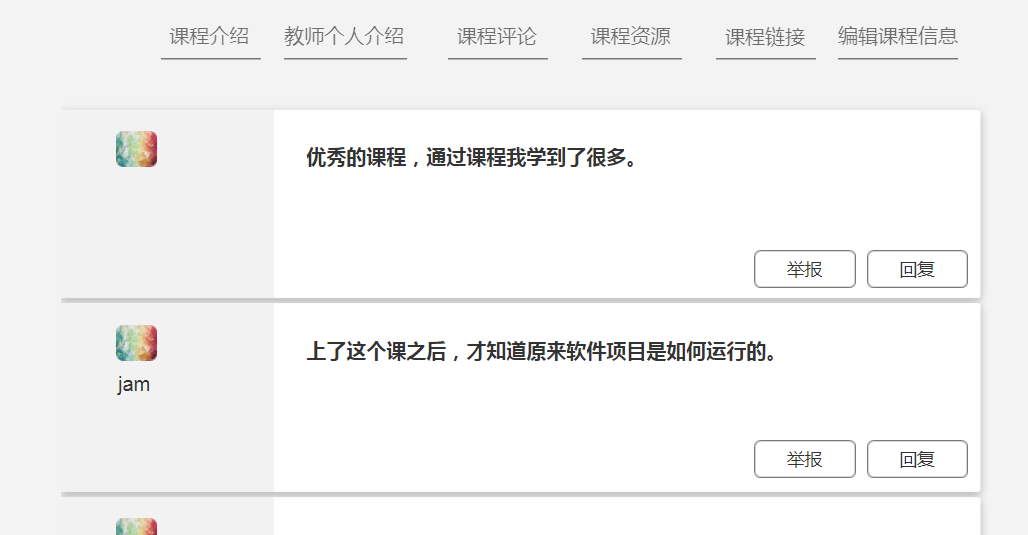 课程介绍 教师个人介绍 课程评论 课程资源 课程链接 编辑课程信息
优秀的课程，通过课程我学到了很多。
举报 回复
上了这个课之后，才知道原来软件项目是如何运行的。
jam
举报 回复